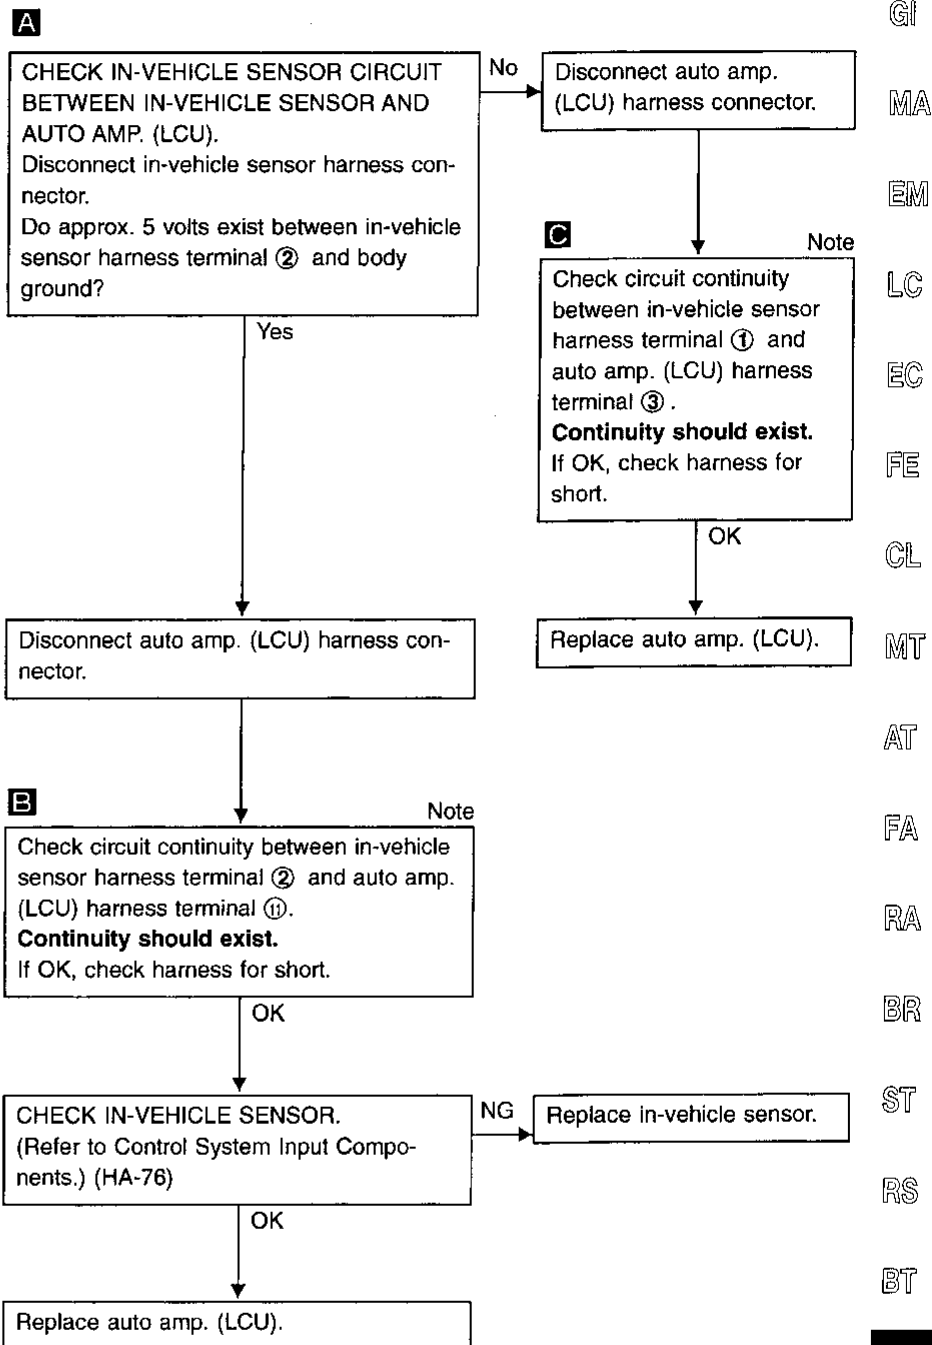 A
CHECK IN-VEHICLE SENSOR CIRCUIT
BETWEEN IN-VEHICLE SENSOR AND
AUTO AMP. (LCU).
Disconnect in-vehicle sensor harness con-
nector.
Do approx. 5 volts exist between in-vehicle
sensor harness terminal ② and body
ground?
No
Disconnect auto amp.
(LCU) harness connector.
C
Note
Check circuit continuity
between in-vehicle sensor
harness terminal ① and
auto amp. (LCU) harness
terminal ③ .
Continuity should exist.
If OK, check harness for
short.
OK
Replace auto amp. (LCU).
Yes
Disconnect auto amp. (LCU) harness con-
nector.
B
Note
Check circuit continuity between in-vehicle
sensor harness terminal ② and auto amp.
(LCU) harness terminal ⑪.
Continuity should exist.
If OK, check harness for short.
OK
CHECK IN-VEHICLE SENSOR.
(Refer to Control System Input Compo-
nents.) (HA-76)
NG
Replace in-vehicle sensor.
OK
Replace auto amp. (LCU).
GI
MA
EM
LC
EC
FE
CL
MT
AT
FA
RA
BR
ST
RS
BT